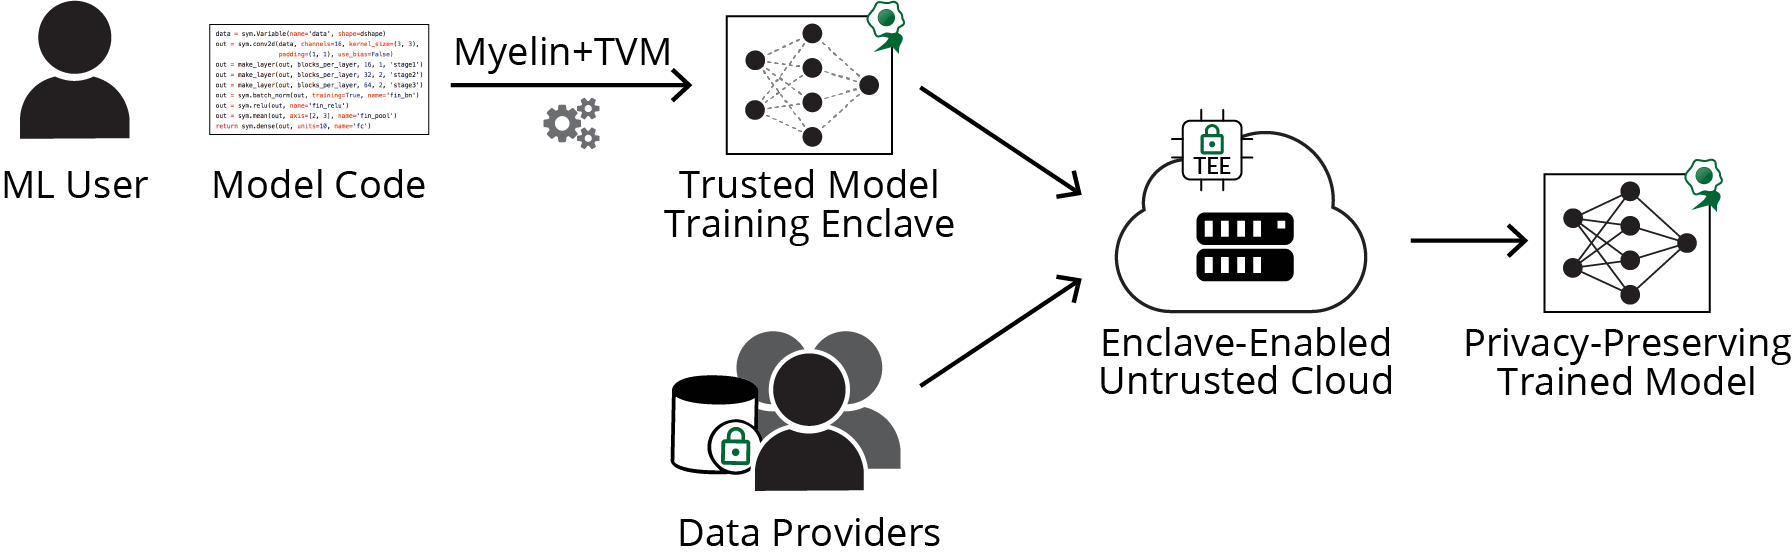 data = sym.Variable(name='data', shape=dshape)
out = sym.conv2d(data, channels=16, kernel_size=(3, 3),
padding=(1, 1), use_bias=False)
out = make_layer(out, blocks_per_layer, 16, 1, 'stage1')
out = make_layer(out, blocks_per_layer, 32, 2, 'stage2')
out = make_layer(out, blocks_per_layer, 64, 2, 'stage3')
out = sym.batch_norm(out, training=True, name='fin_bn')
out = sym.relu(out, name='fin_relu')
out = sym.mean(out, axis=[2, 3], name='fin_pool')
return sym.dense(out, units=10, name='fc')
ML User
Model Code
Myelin+TVM
Trusted Model
Training Enclave
Data Providers
TEE
Enclave-Enabled
Untrusted Cloud
Privacy-Preserving
Trained Model